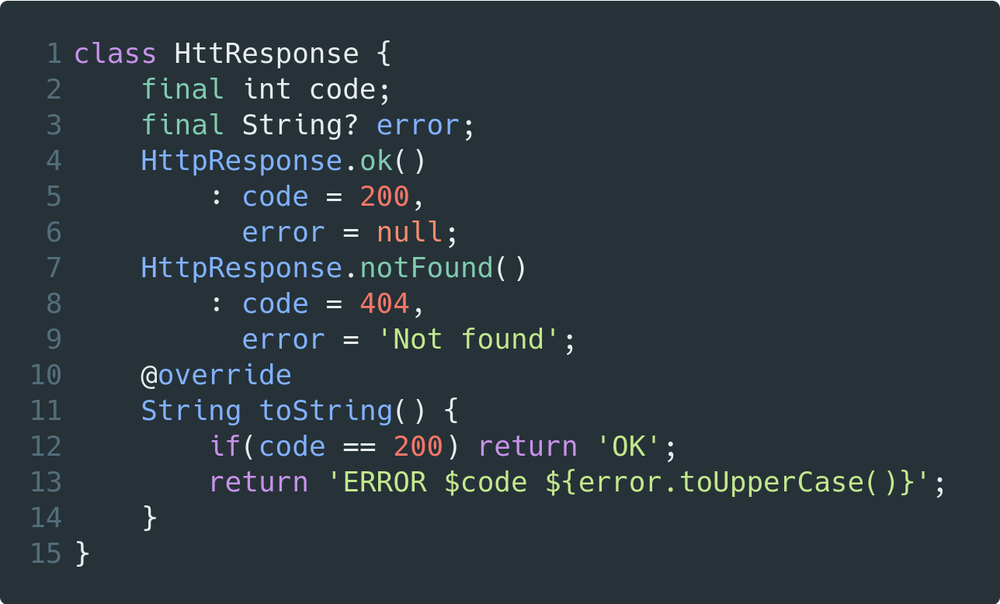 1 class HttResponse {
2     final int code;
3     final String? error;
4     HttpResponse.ok()
5         : code = 200,
6           error = null;
7     HttpResponse.notFound()
8         : code = 404,
9           error = 'Not found';
10     @override
11     String toString() {
12         if(code == 200) return 'OK';
13         return 'ERROR $code ${error.toUpperCase()}';
14     }
15 }